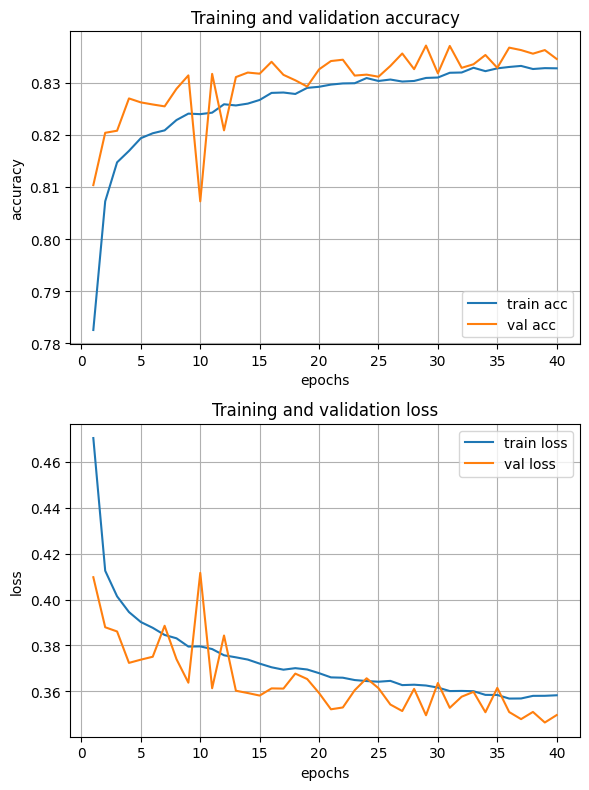 Training and validation accuracy
0.83
0.82
0.81
0.80
0.79
0.78
accuracy
train acc
val acc
0 5 10 15 20 25 30 35 40
epochs
Training and validation loss
train loss
val loss
0.46
0.44
0.42
0.40
0.38
0.36
loss
0 5 10 15 20 25 30 35 40
epochs